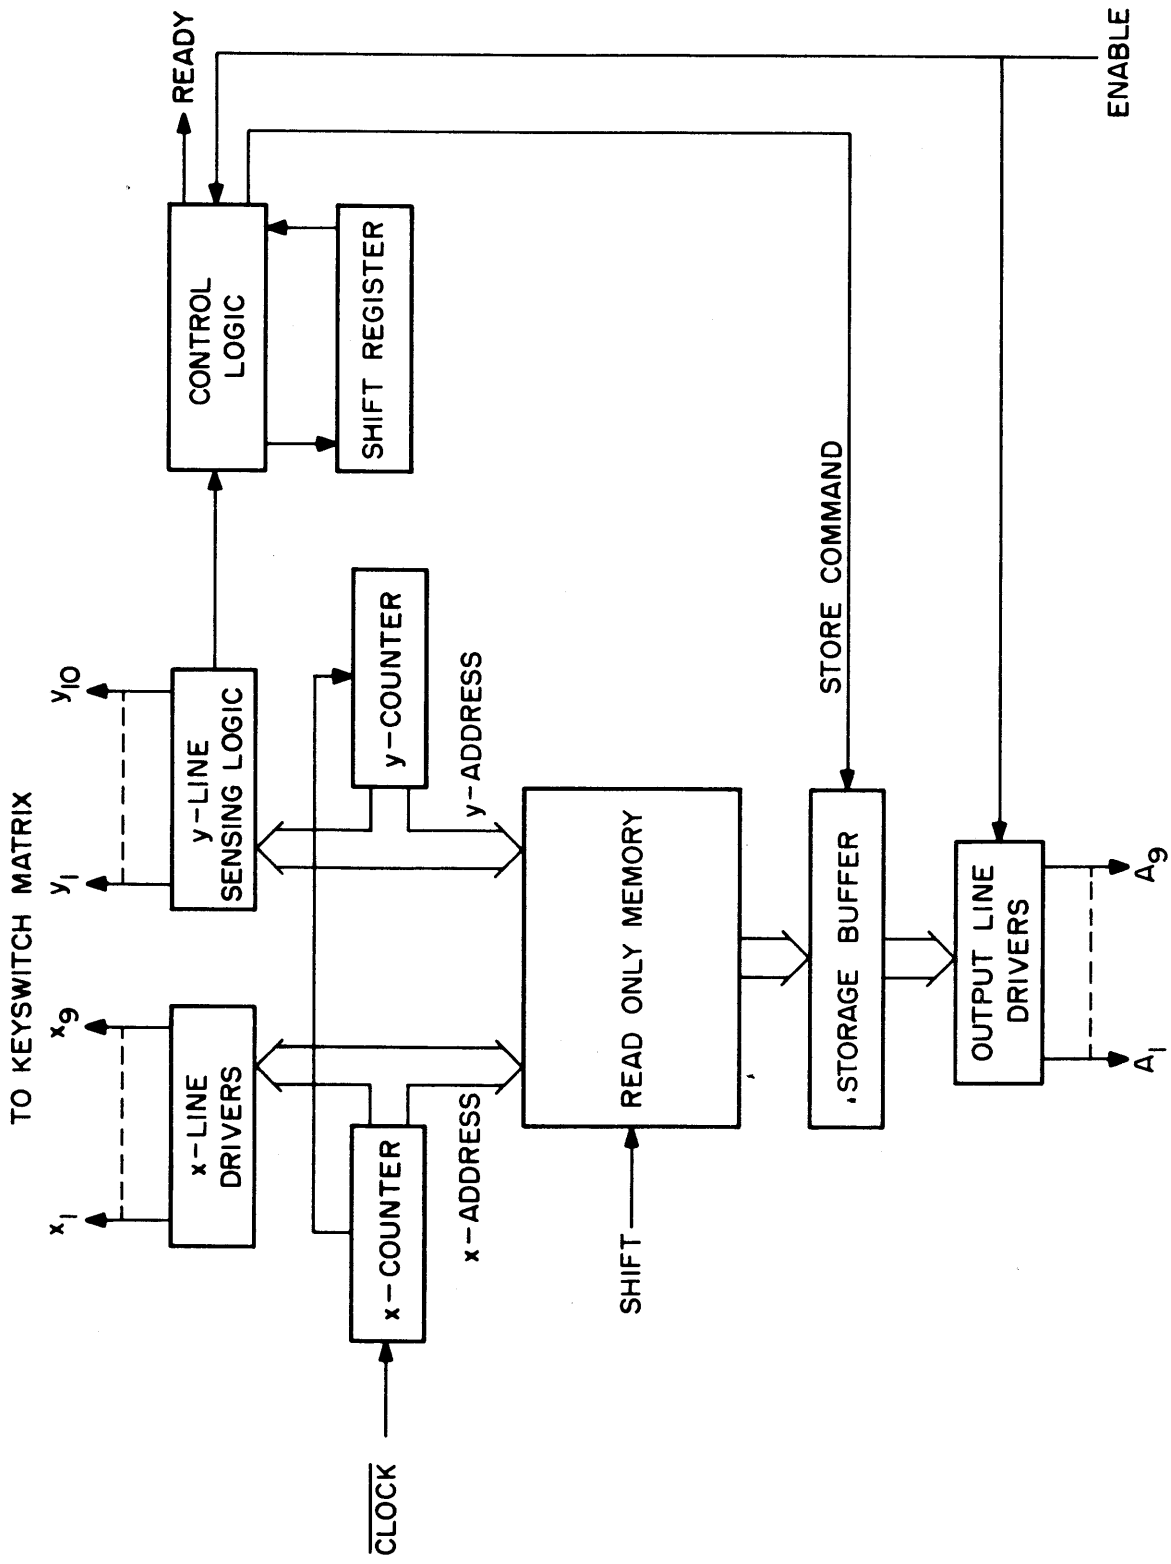 TO KEYSWITCH MATRIX
x1 x9 y1 y10
x-LINE
DRIVERS
y-LINE
SENSING LOGIC
CONTROL
LOGIC
READY
SHIFT REGISTER
CLOCK
x-COUNTER
y-COUNTER
x-ADDRESS
y-ADDRESS
SHIFT
READ ONLY MEMORY
STORE COMMAND
STORAGE BUFFER
OUTPUT LINE
DRIVERS
A1 A9
ENABLE